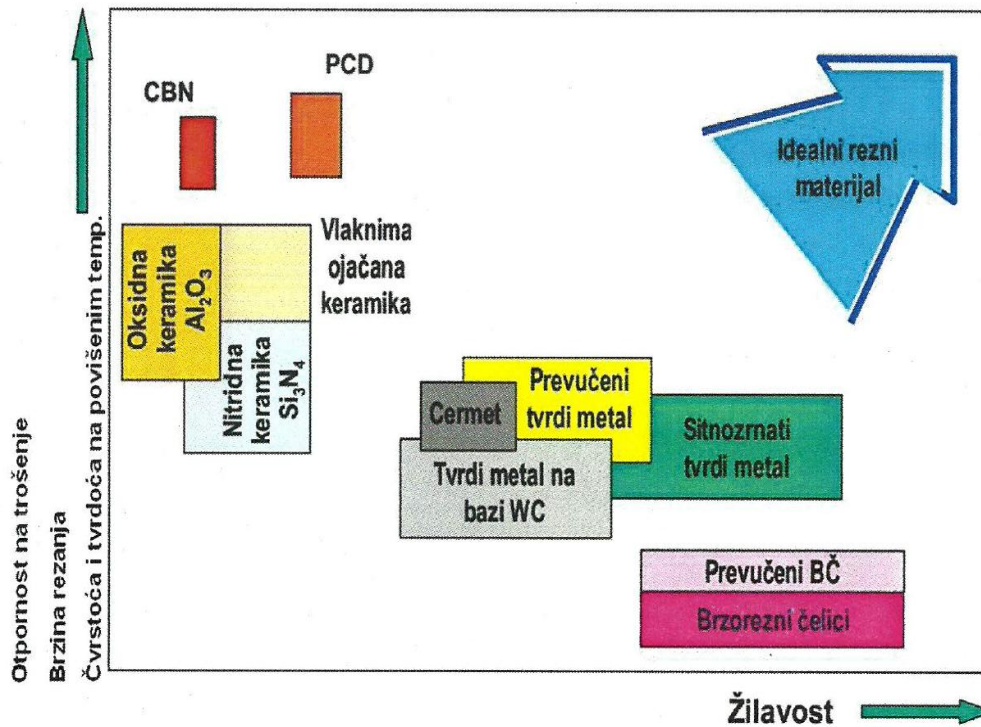 CBN
PCD
Idealni rezni
materijal
Vlaknima
ojačana
keramika
Oksidna
keramika
Al₂O₃
Nitridna
keramika
Si₃N₄
Prevučeni
tvrdi metal
Cermet
Sitnozrnati
tvrdi metal
Tvrdi metal na
bazi WC
Prevučeni BČ
Brzorezni čelici
Otpornost na trošenje
Brzina rezanja
Čvrstoća i tvrdoća na povišenim temp.
Žilavost